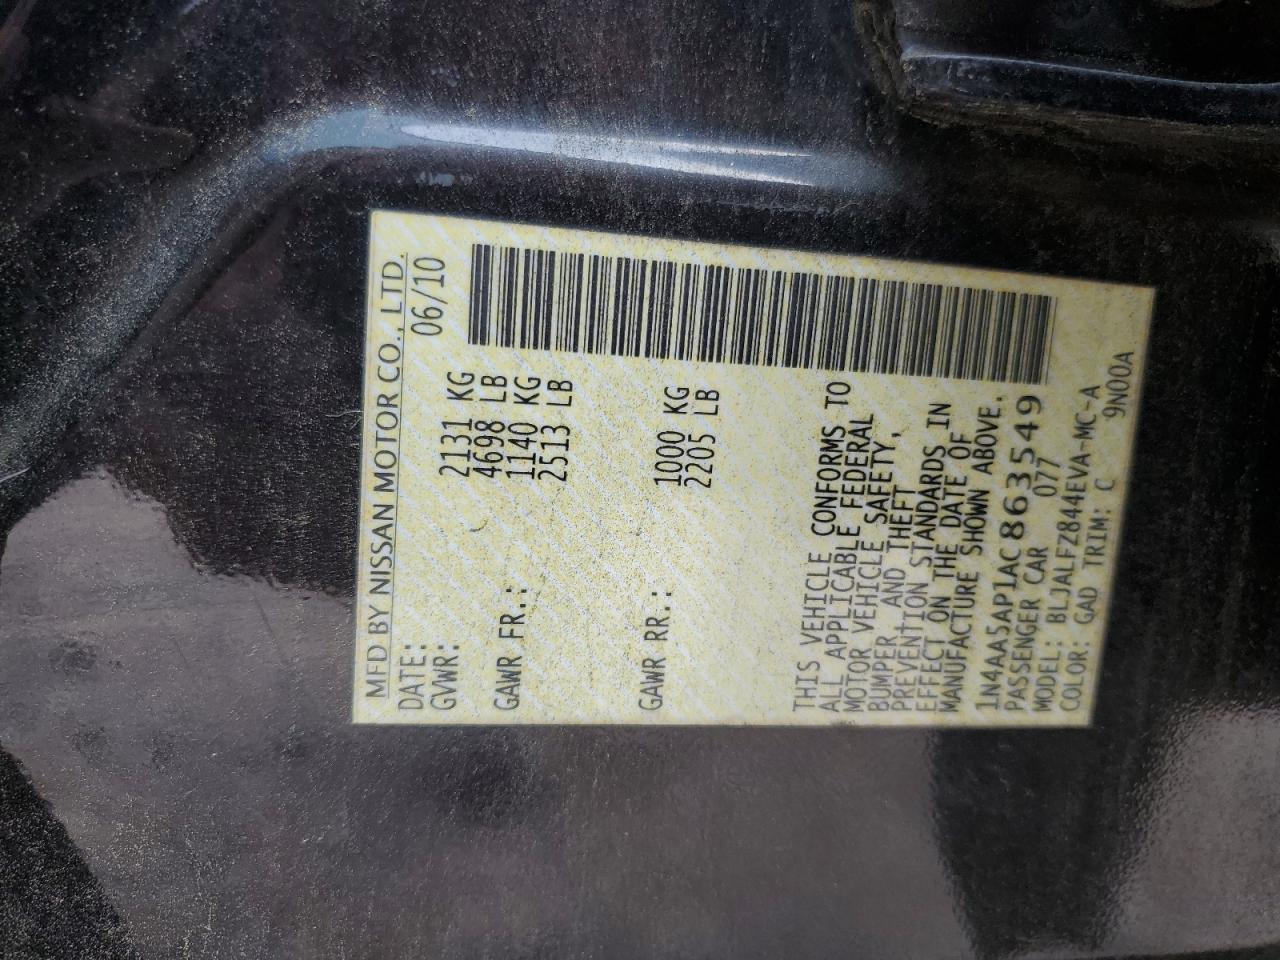 MFD BY NISSAN MOTOR CO., LTD.
DATE: 06/10
GVWR: 2131 KG
4698 LB
GAWR FR.: 1140 KG
2513 LB
GAWR RR.: 1000 KG
2205 LB
THIS VEHICLE CONFORMS TO
ALL APPLICABLE FEDERAL
MOTOR VEHICLE SAFETY,
BUMPER AND THEFT
PREVENTION STANDARDS IN
EFFECT ON THE DATE OF
MANUFACTURE SHOWN ABOVE.
1N4AA5AP1AC863549
PASSENGER CAR 077
MODEL: BLJALFZ844EVA-MC-A
COLOR: GAD TRIM: C 9N00A